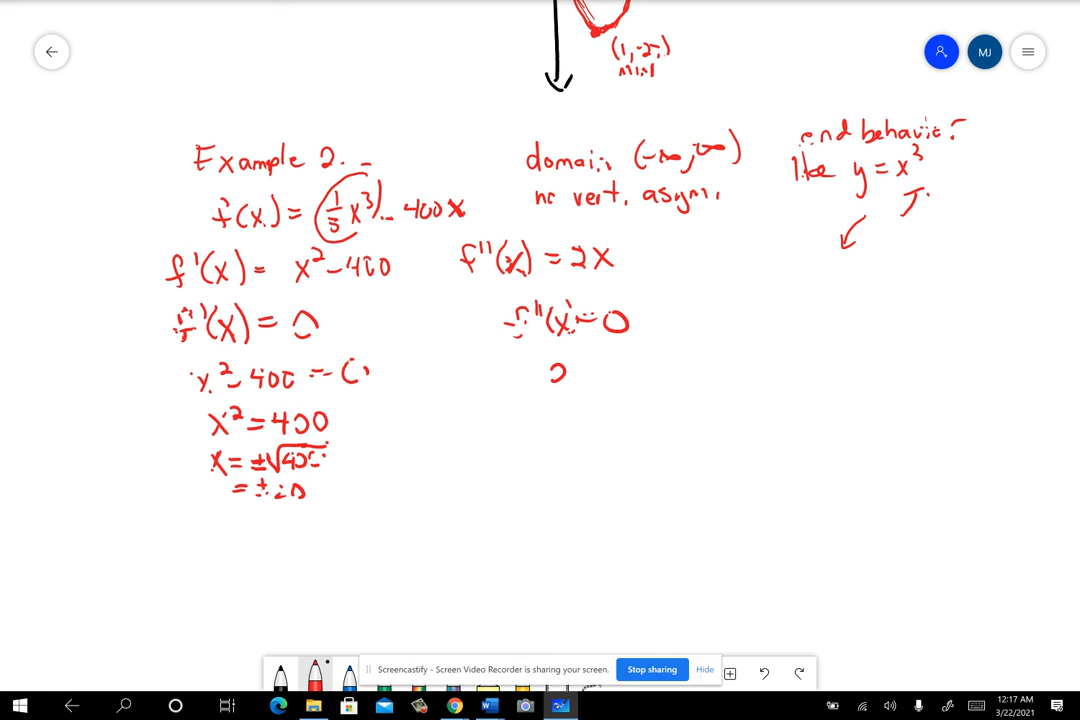 (1,-2)
min
MJ
Example 2.
f(x) = (1/3 x³) - 400x
f'(x) = x² - 400
f'(x) = 0
x² - 400 = 0
x² = 400
x = ±√400
= ±20
domain (-∞,∞)
no vert. asym.
f''(x) = 2x
f''(x) = 0
2
end behavior
like y = x³
Screencastify - Screen Video Recorder is sharing your screen.
Stop sharing
Hide
12:17 AM
3/22/2021